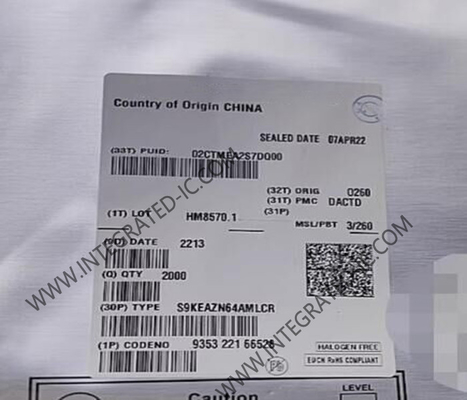 Country of Origin CHINA
SEALED DATE 07APR22
(33T) PUID: 02CTMEA2S7DQ00
(32T) ORIG 0260
(31T) PMC DACTD
(31P)
(1T) LOT HM8570.1
MSL/PBT 3/260
(9D) DATE 2213
(Q) QTY 2000
(30P) TYPE S9KEAZN64AMLCR
(1P) CODENO 9353 221 66528
HALOGEN FREE
EU/CN RoHS COMPLIANT
Caution
LEVEL
WWW.INTEGRATED-IC.COM
WWW.INTEGRATED-IC.COM